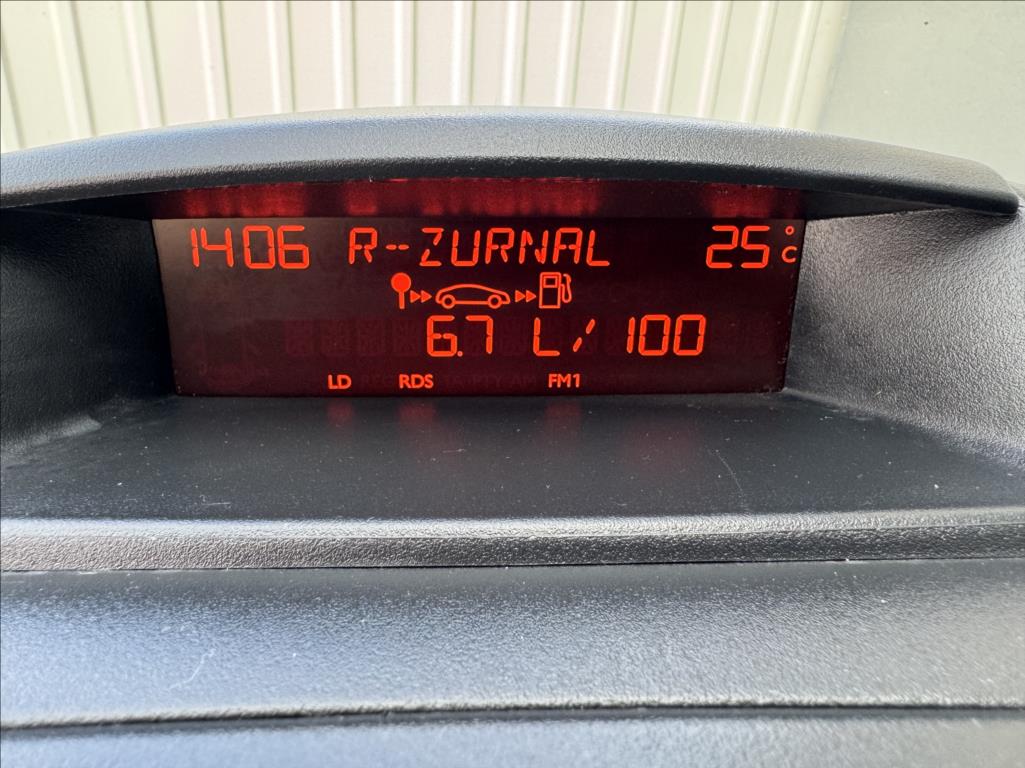 1406 R-ZURNAL 25°C
6.7 L/100
LD RDS FM1